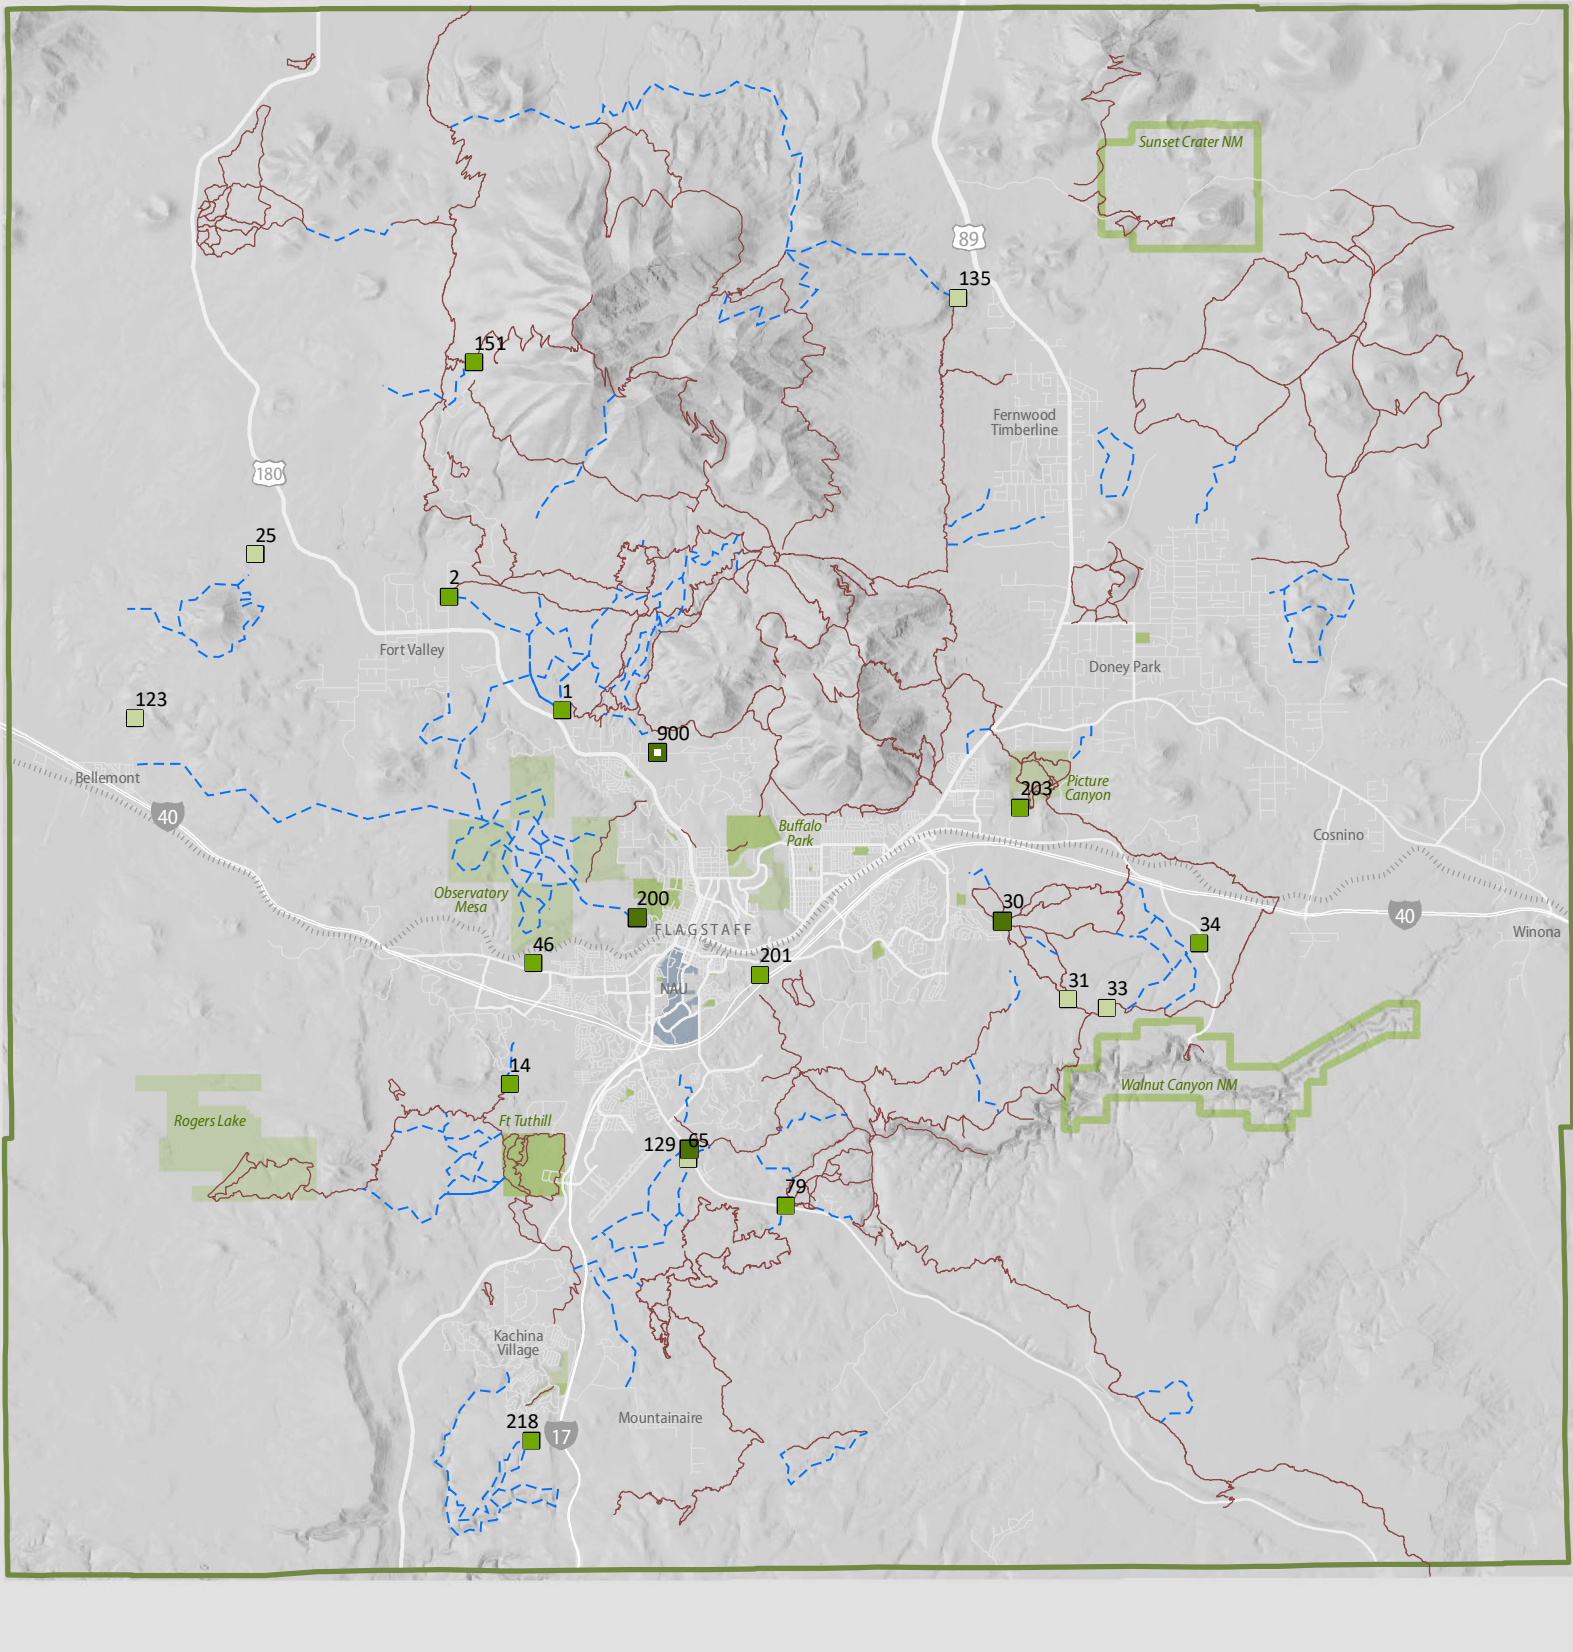 Sunset Crater NM
89
135
151
Fernwood
Timberline
180
25
2
Fort Valley
Doney Park
123
1
900
Bellemont
40
Picture
Canyon
203
Buffalo
Park
Cosnino
Observatory
Mesa
200
FLAGSTAFF
30
40
34
Winona
46
201
NAU
31
33
14
Walnut Canyon NM
Rogers Lake
Ft Tuthill
129
65
79
Kachina
Village
218
17
Mountainaire